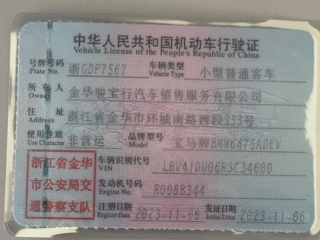 中华人民共和国机动车行驶证
Vehicle License of the People's Republic of China
号牌号码 Plate No. 浙GDF7567 车辆类型 Vehicle Type 小型普通客车
所有人 Owner 金华骏宝行汽车销售服务有限公司
住址 Address 浙江省金华市环城南路西段333号
使用性质 Use Character 非营运 品牌型号 Model 宝马牌BMW6475ADEV
浙江省金华市公安局交通警察支队
车辆识别代号 VIN
发动机号码 Engine No. R0088344
注册日期 Register Date 2023-11-06 发证日期 Issue Date 2023-11-06